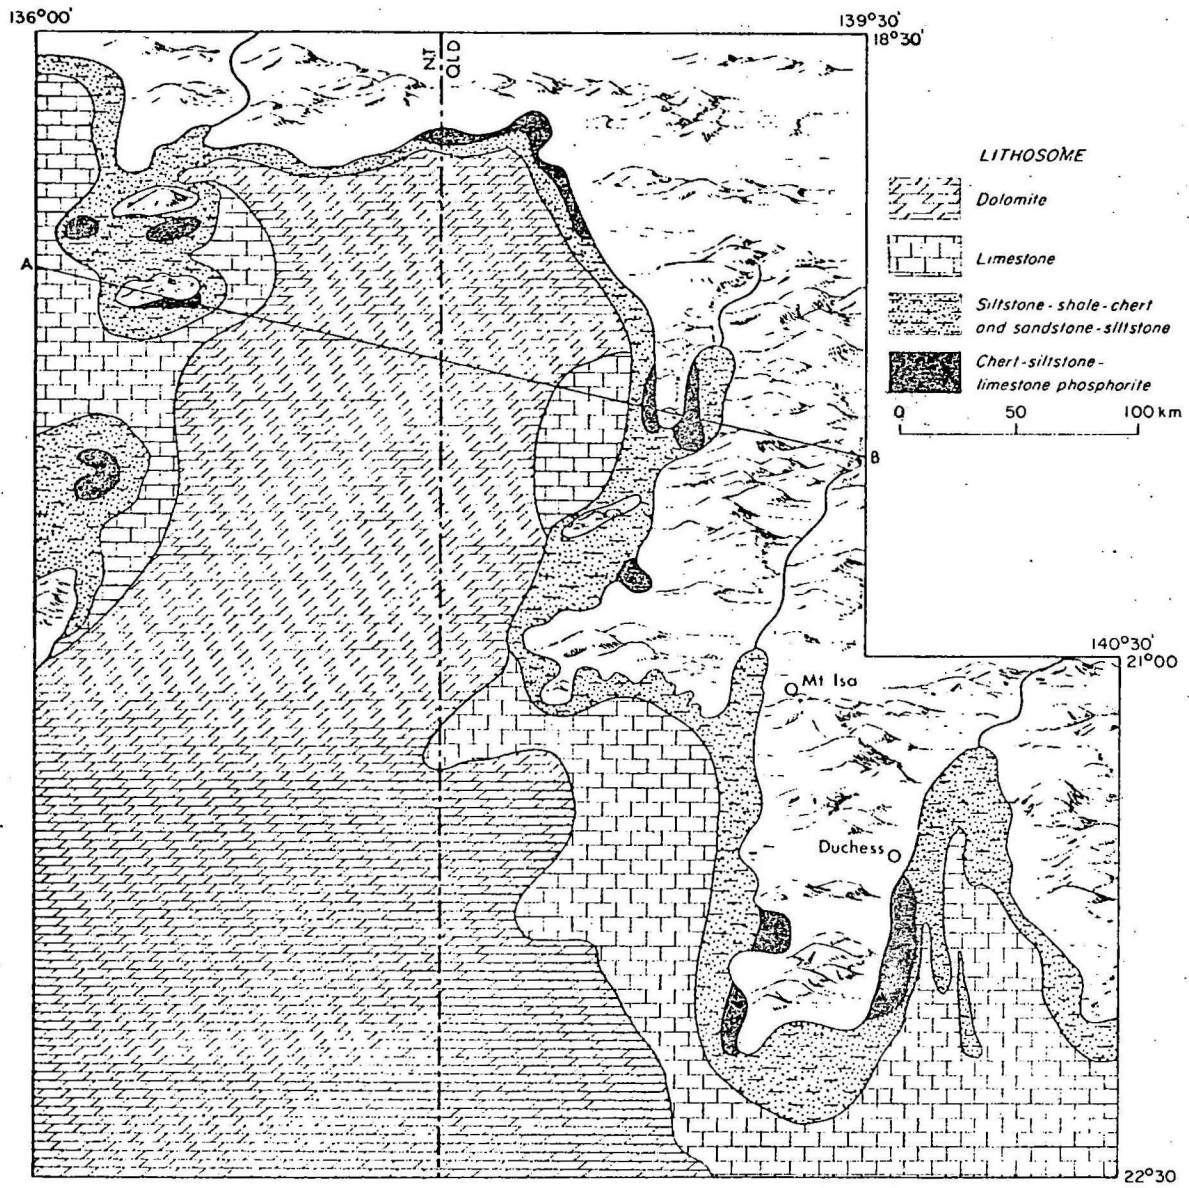 136°00'
139°30'
18°30'
N.T
QLD
LITHOSOME
Dolomite
Limestone
Siltstone-shale-chert
and sandstone-siltstone
Chert-siltstone-
limestone phosphorite
0 50 100 km
A
B
140°30'
21°00
Mt Isa
Duchess
22°30